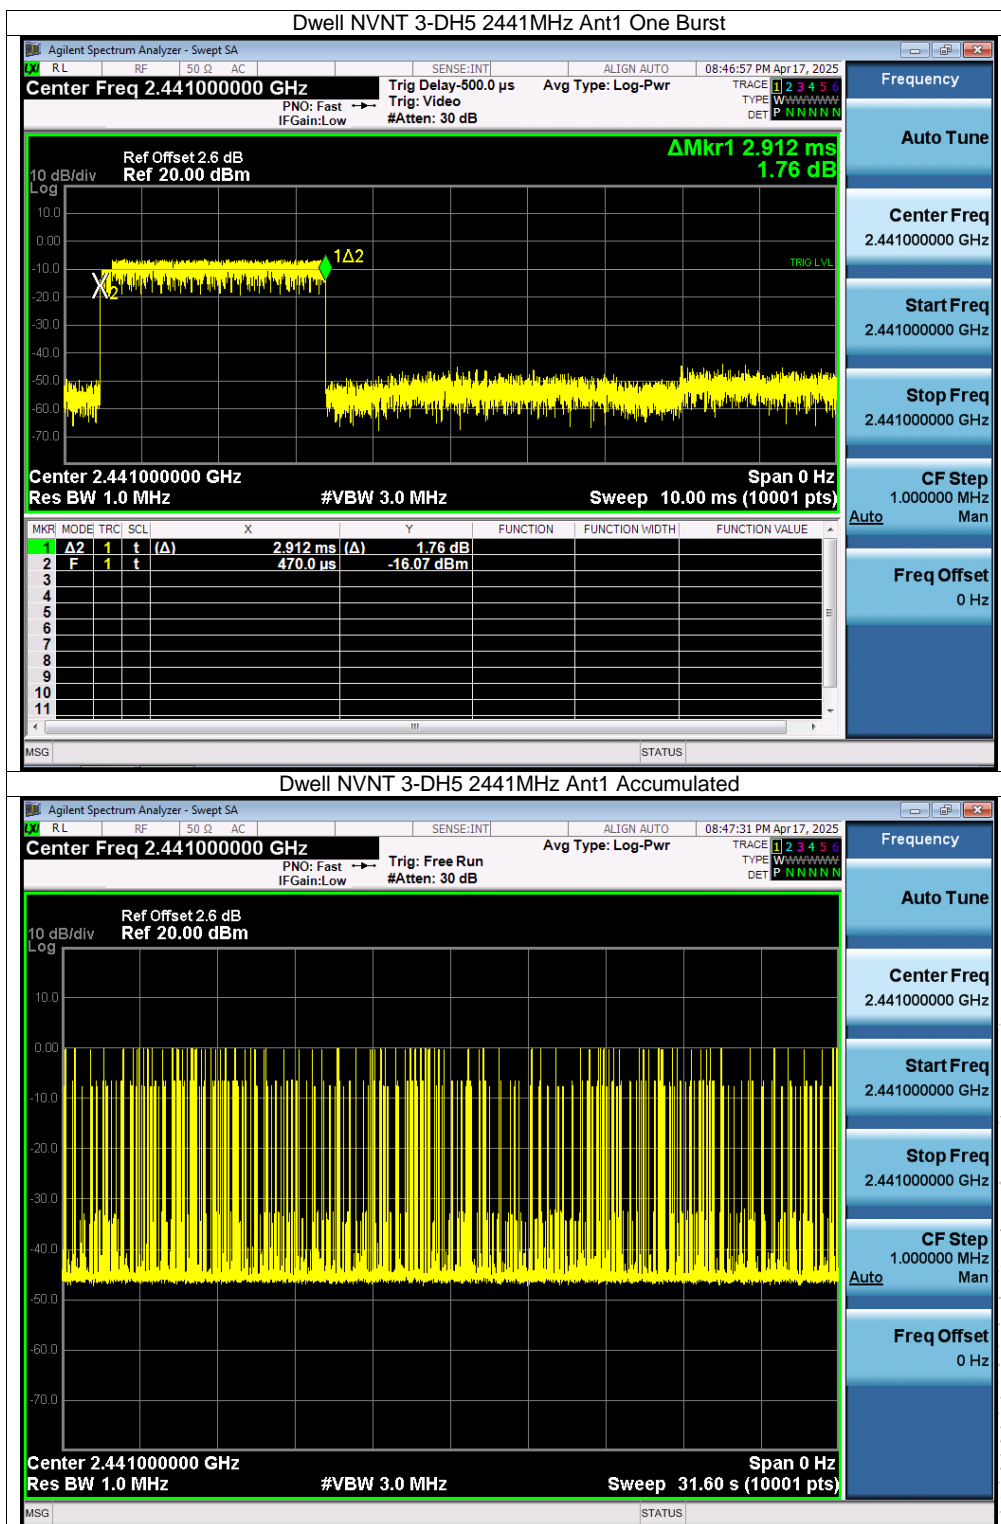 Dwell NVNT 3-DH5 2441MHz Ant1 One Burst
Agilent Spectrum Analyzer - Swept SA
LXI RL RF 50 Ω AC SENSE:INT ALIGN AUTO 08:46:57 PM Apr 17, 2025
Center Freq 2.441000000 GHz
PNO: Fast
IFGain:Low
Trig Delay-500.0 µs
Trig: Video
#Atten: 30 dB
Avg Type: Log-Pwr
TRACE 1 2 3 4 5 6
TYPE WWWWWW
DET P N N N N N
Frequency
Auto Tune
Center Freq
2.441000000 GHz
Start Freq
2.441000000 GHz
Stop Freq
2.441000000 GHz
CF Step
1.000000 MHz
Auto Man
Freq Offset
0 Hz
ΔMkr1 2.912 ms
1.76 dB
Ref Offset 2.6 dB
10 dB/div Ref 20.00 dBm
Log
10.0
0.00
-10.0
-20.0
-30.0
-40.0
-50.0
-60.0
-70.0
1Δ2
2
TRIG LVL
Center 2.441000000 GHz Span 0 Hz
Res BW 1.0 MHz #VBW 3.0 MHz Sweep 10.00 ms (10001 pts)
MKR MODE TRC SCL X Y FUNCTION FUNCTION WIDTH FUNCTION VALUE
1 Δ2 1 t (Δ) 2.912 ms (Δ) 1.76 dB
2 F 1 t 470.0 µs -16.07 dBm
3
4
5
6
7
8
9
10
11
MSG STATUS
Dwell NVNT 3-DH5 2441MHz Ant1 Accumulated
Agilent Spectrum Analyzer - Swept SA
LXI RL RF 50 Ω AC SENSE:INT ALIGN AUTO 08:47:31 PM Apr 17, 2025
Center Freq 2.441000000 GHz
PNO: Fast
IFGain:Low
Trig: Free Run
#Atten: 30 dB
Avg Type: Log-Pwr
TRACE 1 2 3 4 5 6
TYPE WWWWWW
DET P N N N N N
Frequency
Auto Tune
Center Freq
2.441000000 GHz
Start Freq
2.441000000 GHz
Stop Freq
2.441000000 GHz
CF Step
1.000000 MHz
Auto Man
Freq Offset
0 Hz
Ref Offset 2.6 dB
10 dB/div Ref 20.00 dBm
Log
10.0
0.00
-10.0
-20.0
-30.0
-40.0
-50.0
-60.0
-70.0
Center 2.441000000 GHz Span 0 Hz
Res BW 1.0 MHz #VBW 3.0 MHz Sweep 31.60 s (10001 pts)
MSG STATUS